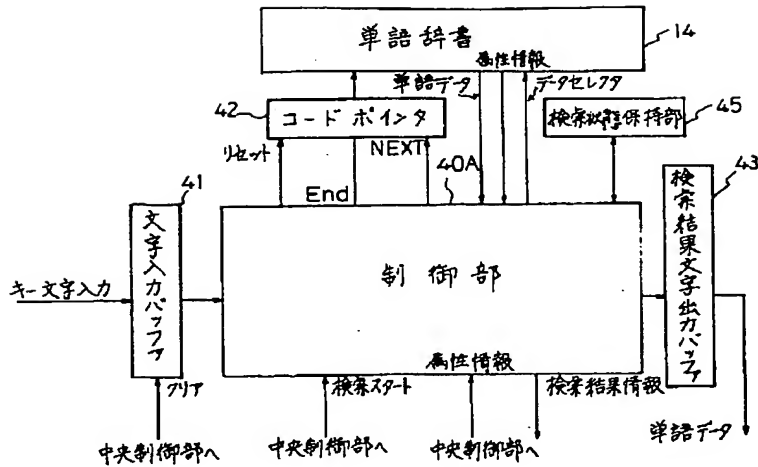 単語辞書
14
属性情報
単語データ
データセレクタ
42
コードポインタ
検索状態保持部
45
リセット
NEXT
40A
43
41
End
文字入力バッファ
キー文字入力
制御部
検索結果文字出力バッファ
属性情報
クリア
検索スタート
検索結果情報
中央制御部へ
中央制御部へ
中央制御部へ
単語データ